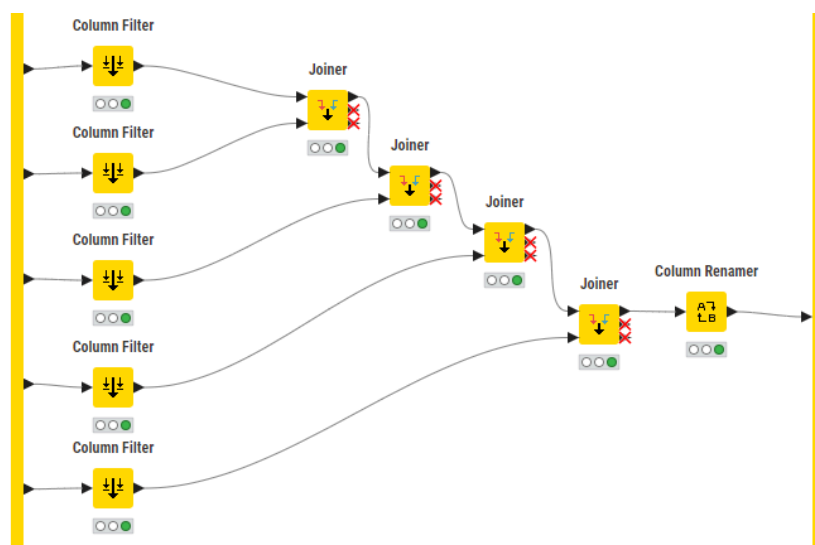 Column Filter
Joiner
Column Filter
Joiner
Joiner
Column Filter
Column Renamer
Joiner
A
B
Column Filter
Column Filter